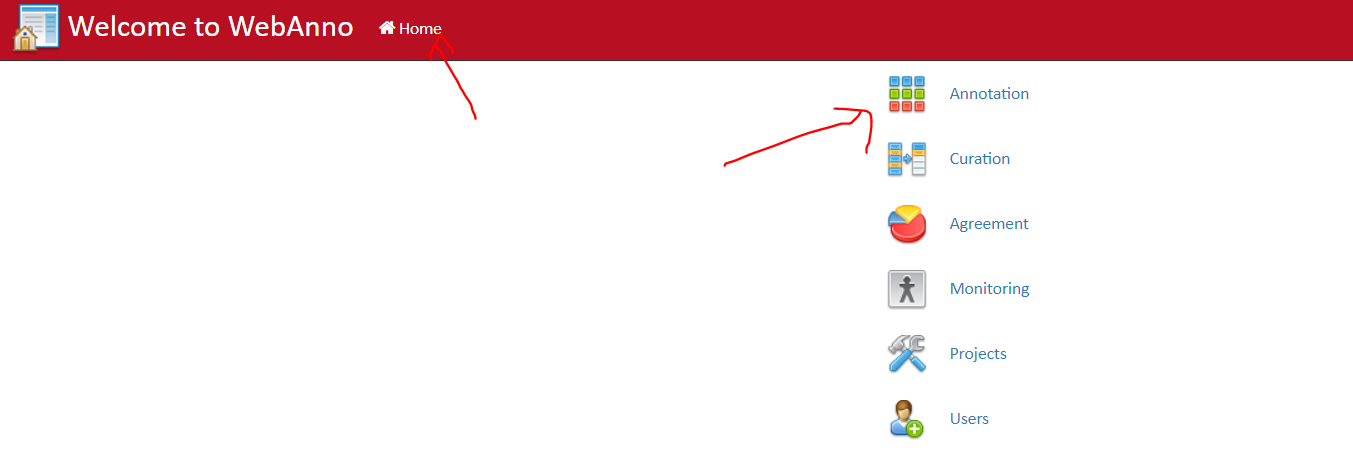 Welcome to WebAnno Home
Annotation
Curation
Agreement
Monitoring
Projects
Users